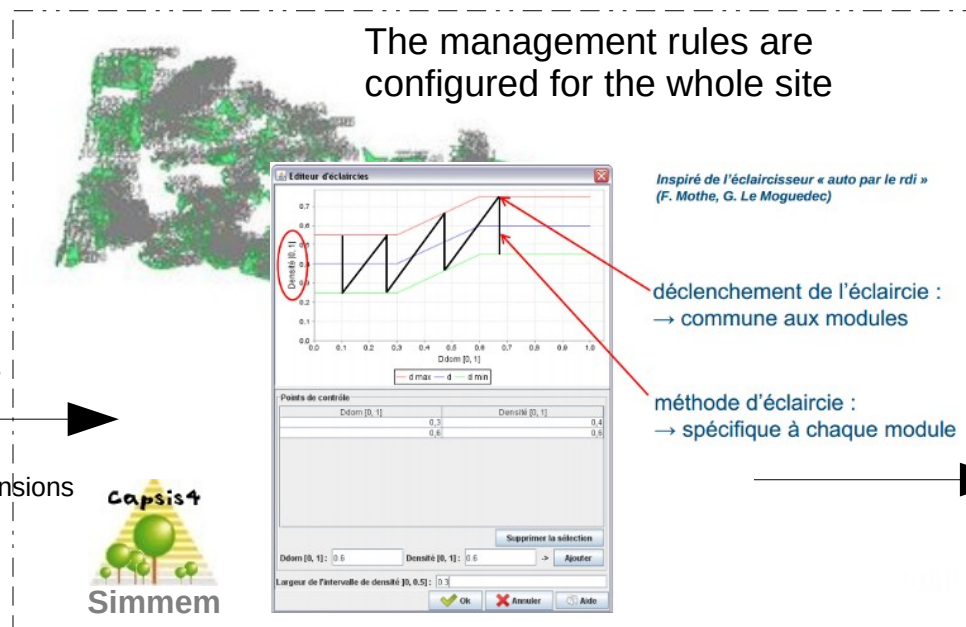 The management rules are
configured for the whole site
Editeur d'éclaircies
Inspiré de l'éclaircisseur « auto par le rdi »
(F. Mothe, G. Le Moguedec)
0.7
0.6
0.5
0.4
0.3
0.2
0.1
0.0
Densité [0, 1]
0.0 0.1 0.2 0.3 0.4 0.5 0.6 0.7 0.8 0.9 1.0
Ddom [0, 1]
d max d d min
déclenchement de l'éclaircie :
→ commune aux modules
Points de contrôle
Ddom [0, 1] Densité [0, 1]
0,3 0,4
0,6 0,6
méthode d'éclaircie :
→ spécifique à chaque module
nsions
Capsis4
Simmem
Supprimer la sélection
Ddom [0, 1] : 0.6 Densité [0, 1] : 0.6 -> Ajouter
Largeur de l'intervalle de densité ]0, 0.5] : 0.3
Ok Annuler Aide